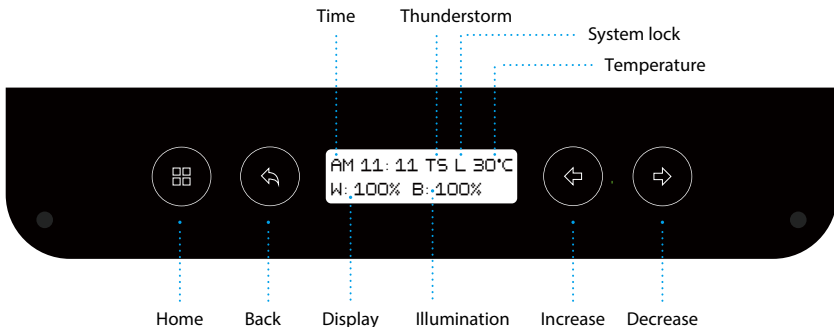 Time Thunderstorm
System lock
Temperature
AM 11:11 TS L 30°C
W:100% B:100%
Home Back Display Illumination Increase Decrease